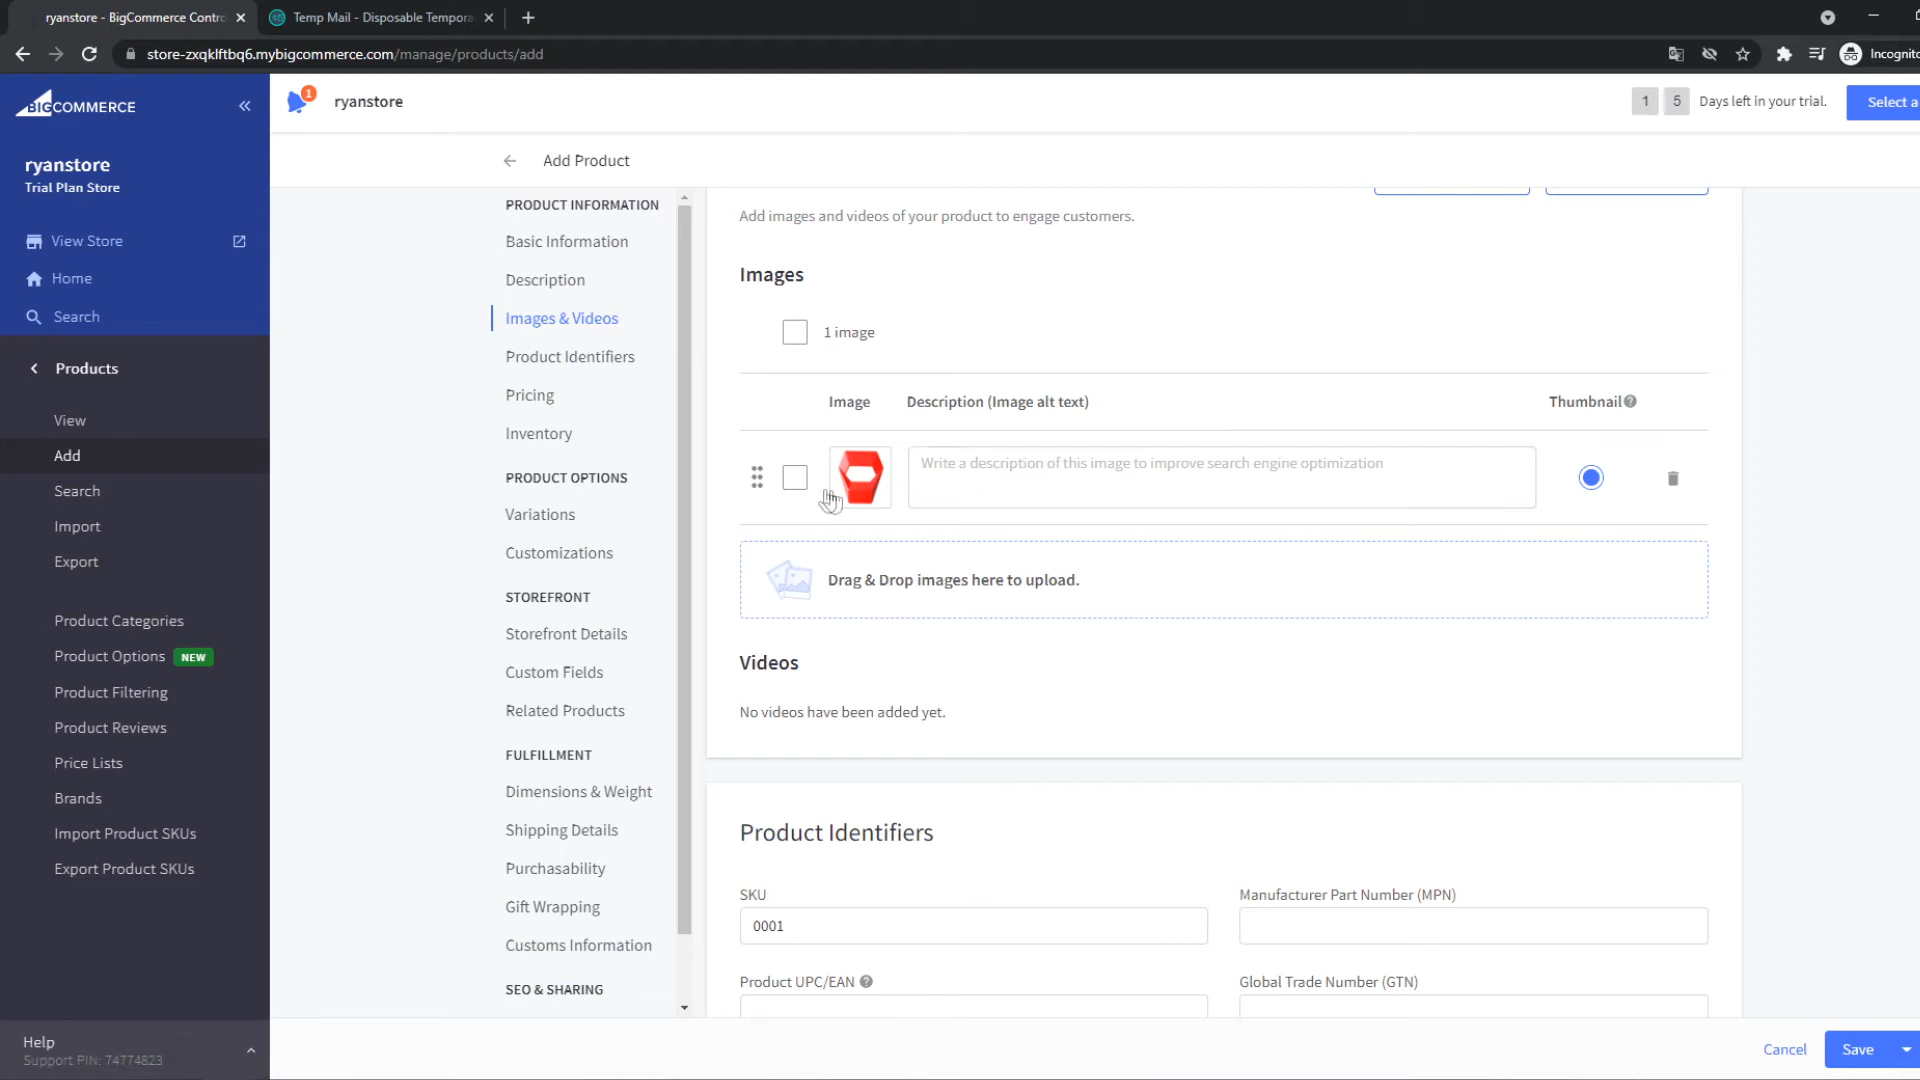 ryanstore - BigCommerce Contro
Temp Mail - Disposable Tempora
store-zxqklftbq6.mybigcommerce.com/manage/products/add
Incognito
BIGCOMMERCE
1
ryanstore
1 5 Days left in your trial.
Select a
ryanstore
Trial Plan Store
View Store
Home
Search
Products
View
Add
Search
Import
Export
Product Categories
Product Options NEW
Product Filtering
Product Reviews
Price Lists
Brands
Import Product SKUs
Export Product SKUs
Help
Support PIN: 74774823
Add Product
PRODUCT INFORMATION
Basic Information
Description
Images & Videos
Product Identifiers
Pricing
Inventory
PRODUCT OPTIONS
Variations
Customizations
STOREFRONT
Storefront Details
Custom Fields
Related Products
FULFILLMENT
Dimensions & Weight
Shipping Details
Purchasability
Gift Wrapping
Customs Information
SEO & SHARING
Add images and videos of your product to engage customers.
Images
1 image
Image Description (Image alt text) Thumbnail
Write a description of this image to improve search engine optimization
Drag & Drop images here to upload.
Videos
No videos have been added yet.
Product Identifiers
SKU Manufacturer Part Number (MPN)
0001
Product UPC/EAN Global Trade Number (GTN)
Cancel Save